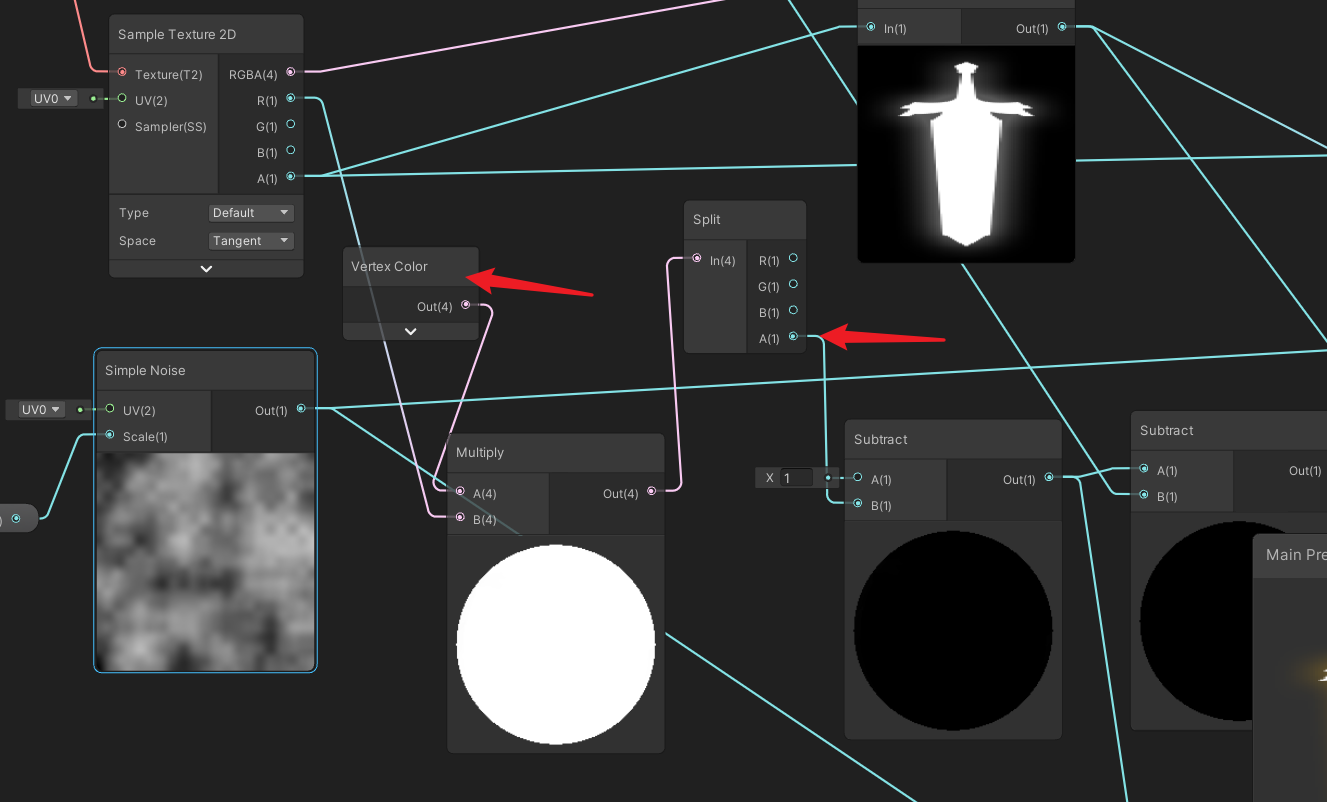 Sample Texture 2D
Texture(T2)
RGBA(4)
UV0
UV(2)
R(1)
Sampler(SS)
G(1)
B(1)
A(1)
Type
Default
Space
Tangent
In(1)
Out(1)
Vertex Color
Out(4)
Split
In(4)
R(1)
G(1)
B(1)
A(1)
Simple Noise
UV0
UV(2)
Out(1)
Scale(1)
)
Multiply
A(4)
Out(4)
B(4)
Subtract
X 1
A(1)
Out(1)
B(1)
Subtract
A(1)
Out(1)
B(1)
Main Pre